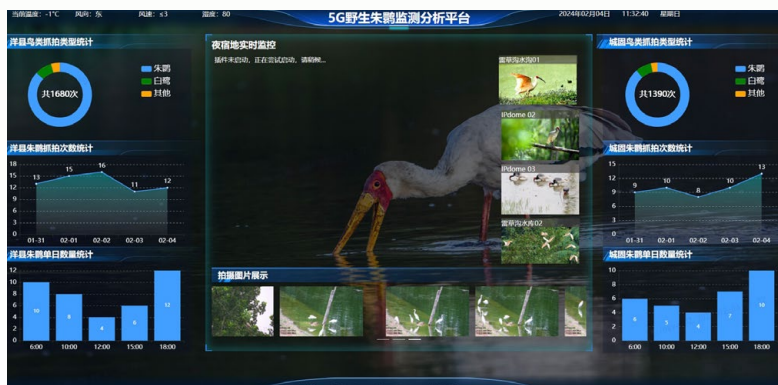 当前温度：-1℃ 风向：东 风速：≤3 湿度：80
5G野生朱鹮监测分析平台
2024年02月04日 11:32:40 星期日
洋县鸟类抓拍类型统计
共1680次
朱鹮
白鹭
其他
洋县朱鹮抓拍次数统计
18
15
12
9
6
3
0
13 15 16 11 12
01-31 02-01 02-02 02-03 02-04
洋县朱鹮单日数量统计
12
10
8
6
4
2
0
10 8 4 6 12
6:00 10:00 12:00 15:00 18:00
夜宿地实时监控
插件未启动，正在尝试启动，请稍候...
雷草沟水沟01
IPdome 02
IPdome 03
雷草沟水库02
拍摄图片展示
城固鸟类抓拍类型统计
共1390次
朱鹮
白鹭
其他
城固朱鹮抓拍次数统计
15
12
9
6
3
0
9 10 8 10 13
01-31 02-01 02-02 02-03 02-04
城固朱鹮单日数量统计
10
8
6
4
2
0
6 5 4 7 10
6:00 10:00 12:00 15:00 18:00